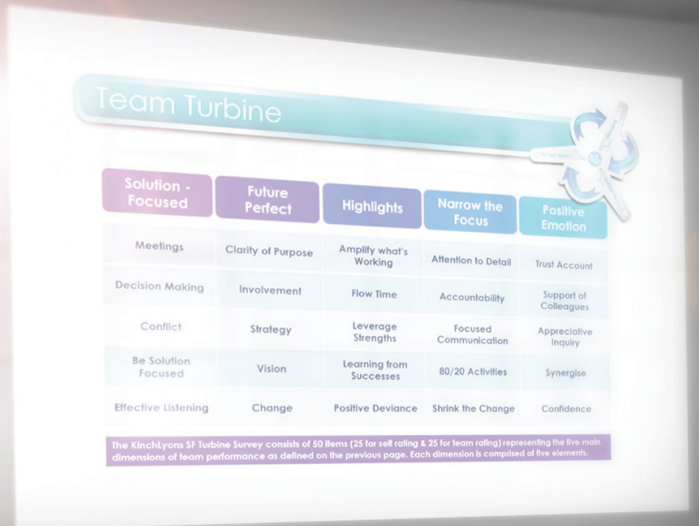 Team Turbine
Solution -
Focused
Future
Perfect
Highlights
Narrow the
Focus
Positive
Emotion
Meetings
Clarity of Purpose
Amplify what's
Working
Attention to Detail
Trust Account
Decision Making
Involvement
Flow Time
Accountability
Support of
Colleagues
Conflict
Strategy
Leverage
Strengths
Focused
Communication
Appreciative
Inquiry
Be Solution
Focused
Vision
Learning from
Successes
80/20 Activities
Synergise
Effective Listening
Change
Positive Deviance
Shrink the Change
Confidence
The KinchLyons SF Turbine Survey consists of 50 items (25 for self rating & 25 for team rating) representing the five main
dimensions of team performance as defined on the previous page. Each dimension is comprised of five elements.